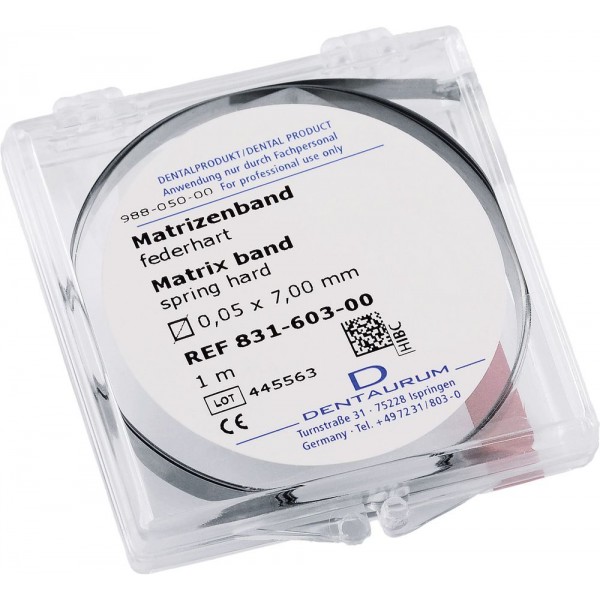 DENTALPRODUKT/DENTAL PRODUCT
Anwendung nur durch Fachpersonal
For professional use only
988-050-00
Matrizenband
federhart
Matrix band
spring hard
0,05 x 7,00 mm
REF 831-603-00
1 m
LOT 445563
HIBC
CE
D
DENTAURUM
Turnstraße 31 · 75228 Ispringen
Germany · Tel. +49 7231/803-0